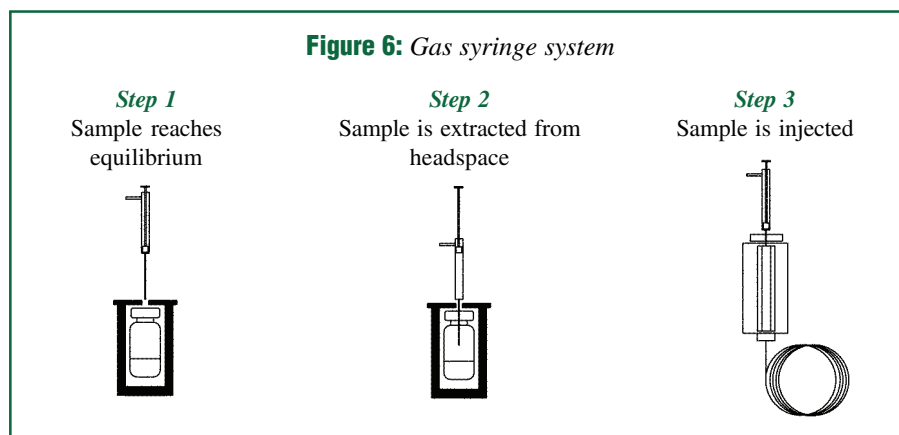 Figure 6: Gas syringe system
Step 1
Sample reaches
equilibrium
Step 2
Sample is extracted from
headspace
Step 3
Sample is injected